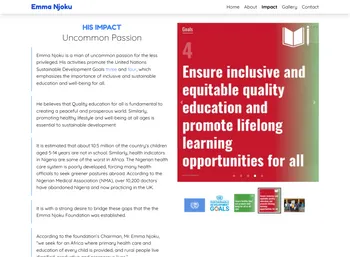 Emma Njoku
Home About Impact Gallery Contact
HIS IMPACT
Uncommon Passion
Emma Njoku is a man of uncommon passion for the less
privileged. His activities promote the United Nations
Sustainable Development Goals three and four, which
emphasizes the importance of inclusive and sustainable
education and well-being for all.
He believes that Quality education for all is fundamental to
creating a peaceful and prosperous world. Similarly,
promoting healthy lifestyle and well-being at all ages is
essential to sustainable development
It is estimated that about 10.5 million of the country's children
aged 5-14 years are not in school. Similarly, health indicators
in Nigeria are some of the worst in Africa. The Nigerian health
care system is poorly developed, forcing many health
officials to seek greener pastures abroad. According to the
Nigerian Medical Association (NMA), over 10,200 doctors
have abandoned Nigeria and now practicing in the UK.
It is with a strong desire to bridge these gaps that the the
Emma Njoku Foundation was established.
According to the foundation's Chairman, Mr. Emma Njoku,
"we seek for an Africa where primary health care and
education of every child is provided, and rural people live
Goals
4
Ensure inclusive and
equitable quality
education and
promote lifelong
learning
opportunities for all
GOALS